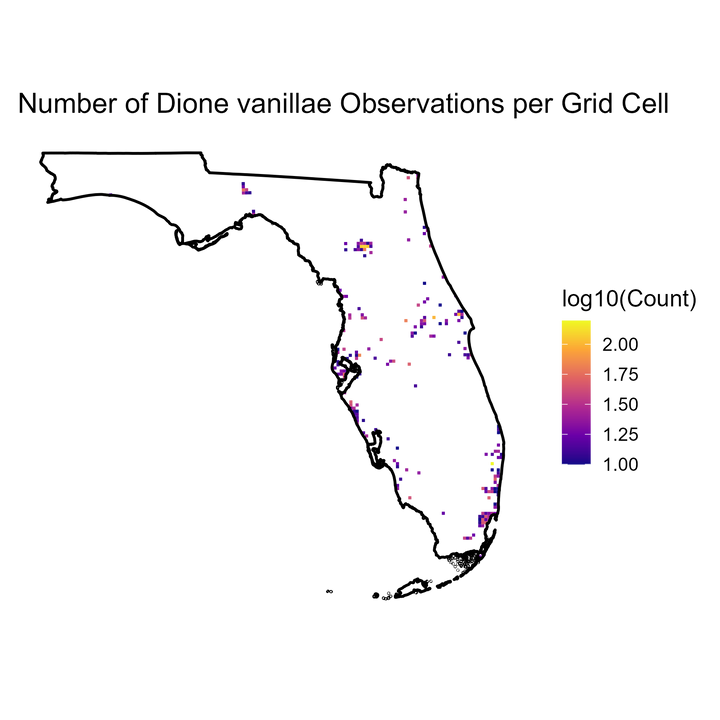 Number of Dione vanillae Observations per Grid Cell
log10(Count)
2.00
1.75
1.50
1.25
1.00